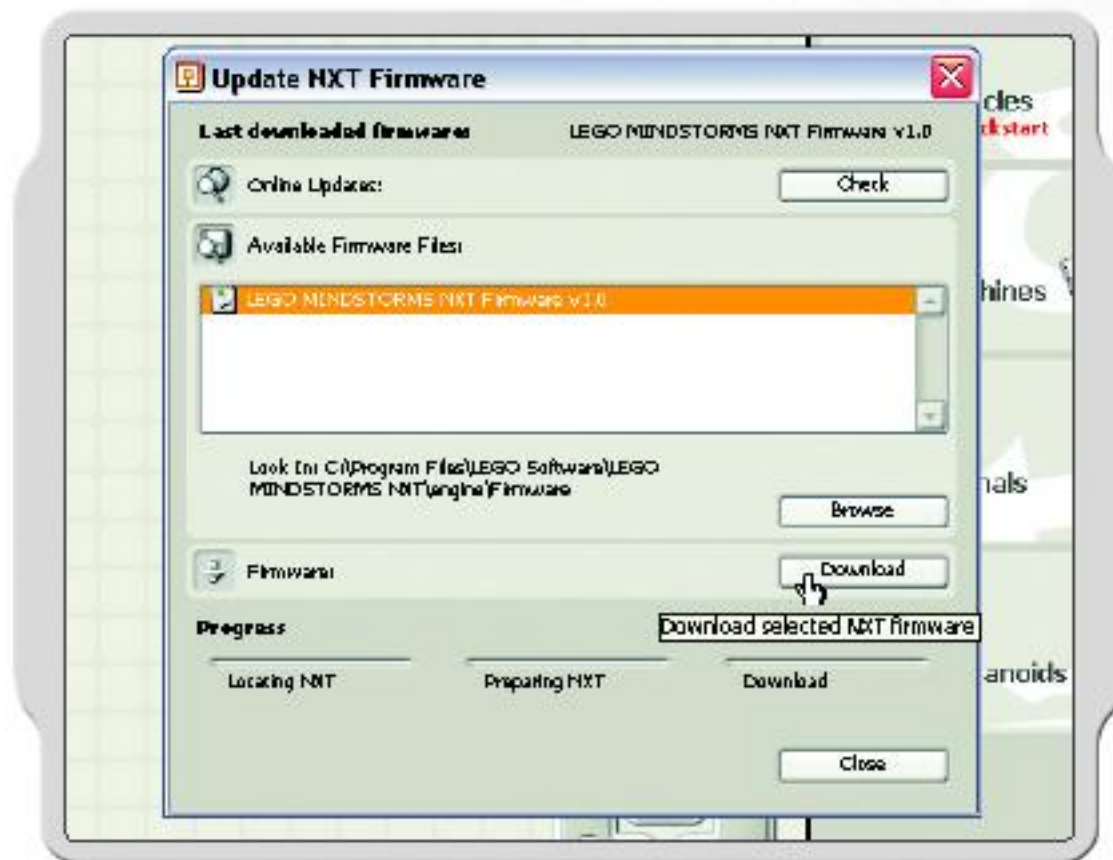 Update NXT Firmware
Last downloaded firmware: LEGO MINDSTORMS NXT Firmware v1.0
Online Updates: Check
Available Firmware Files:
LEGO MINDSTORMS NXT Firmware v1.0
Look In: C:\Program Files\LEGO Software\LEGO
MINDSTORMS NXT\engine\Firmware
Browse
Firmware: Download
Download selected NXT firmware
Progress
Locating NXT Preparing NXT Download
Close
cles
ckstart
hines
nals
anoids